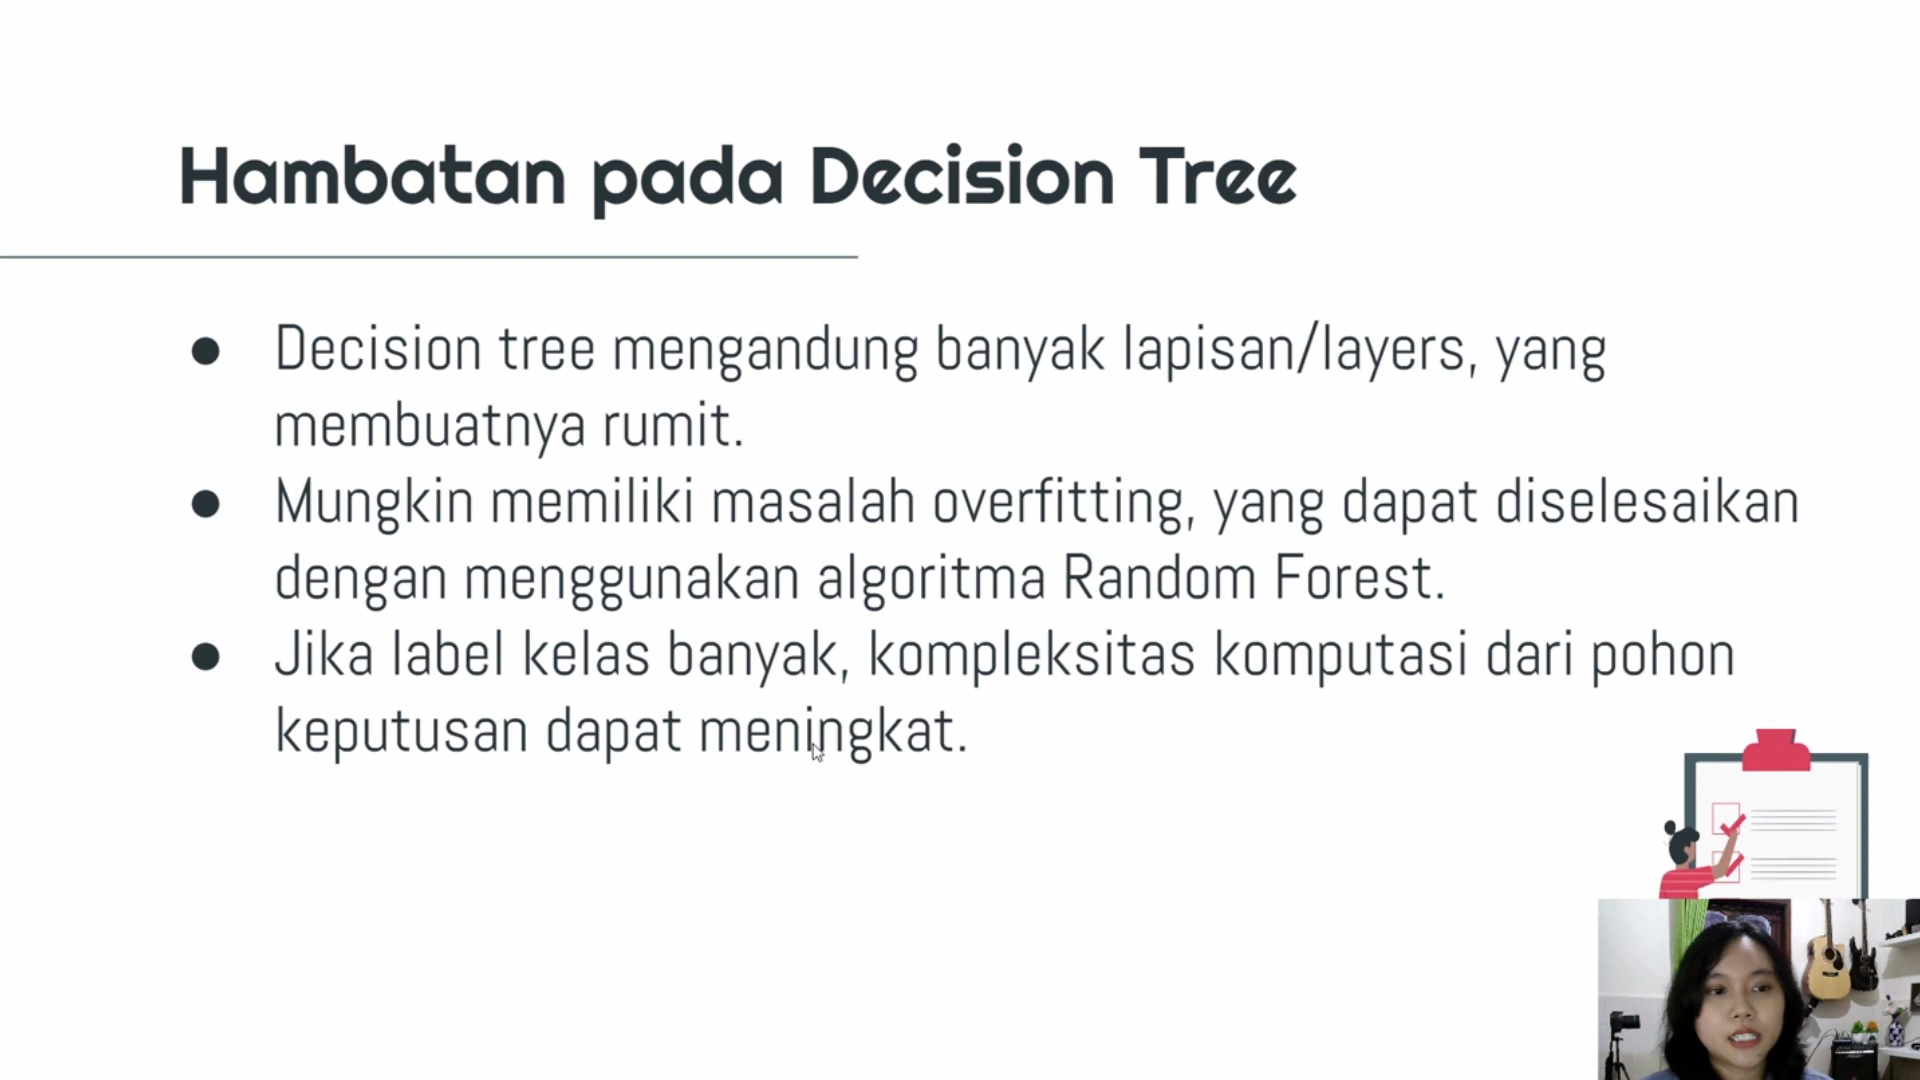 Hambatan pada Decision Tree
● Decision tree mengandung banyak lapisan/layers, yang
membuatnya rumit.
● Mungkin memiliki masalah overfitting, yang dapat diselesaikan
dengan menggunakan algoritma Random Forest.
● Jika label kelas banyak, kompleksitas komputasi dari pohon
keputusan dapat meningkat.